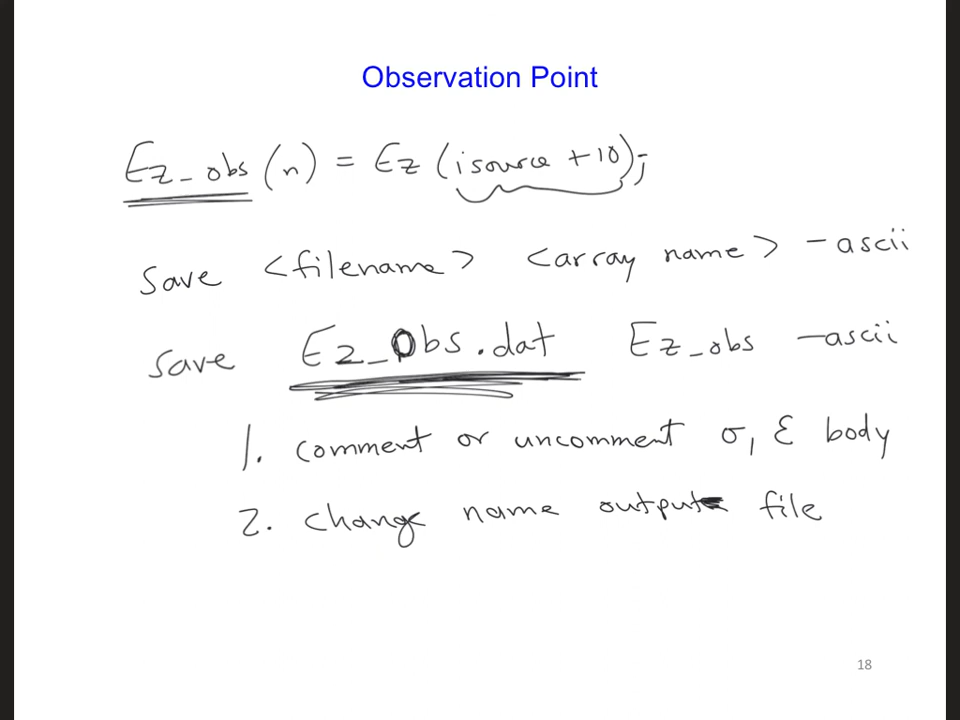 Observation Point
Ez_obs (n) = Ez (isource + 10);
save <filename> <array name> -ascii
save Ez_Obs.dat Ez_obs -ascii
1. comment or uncomment σ, ε body
2. change name output file
18